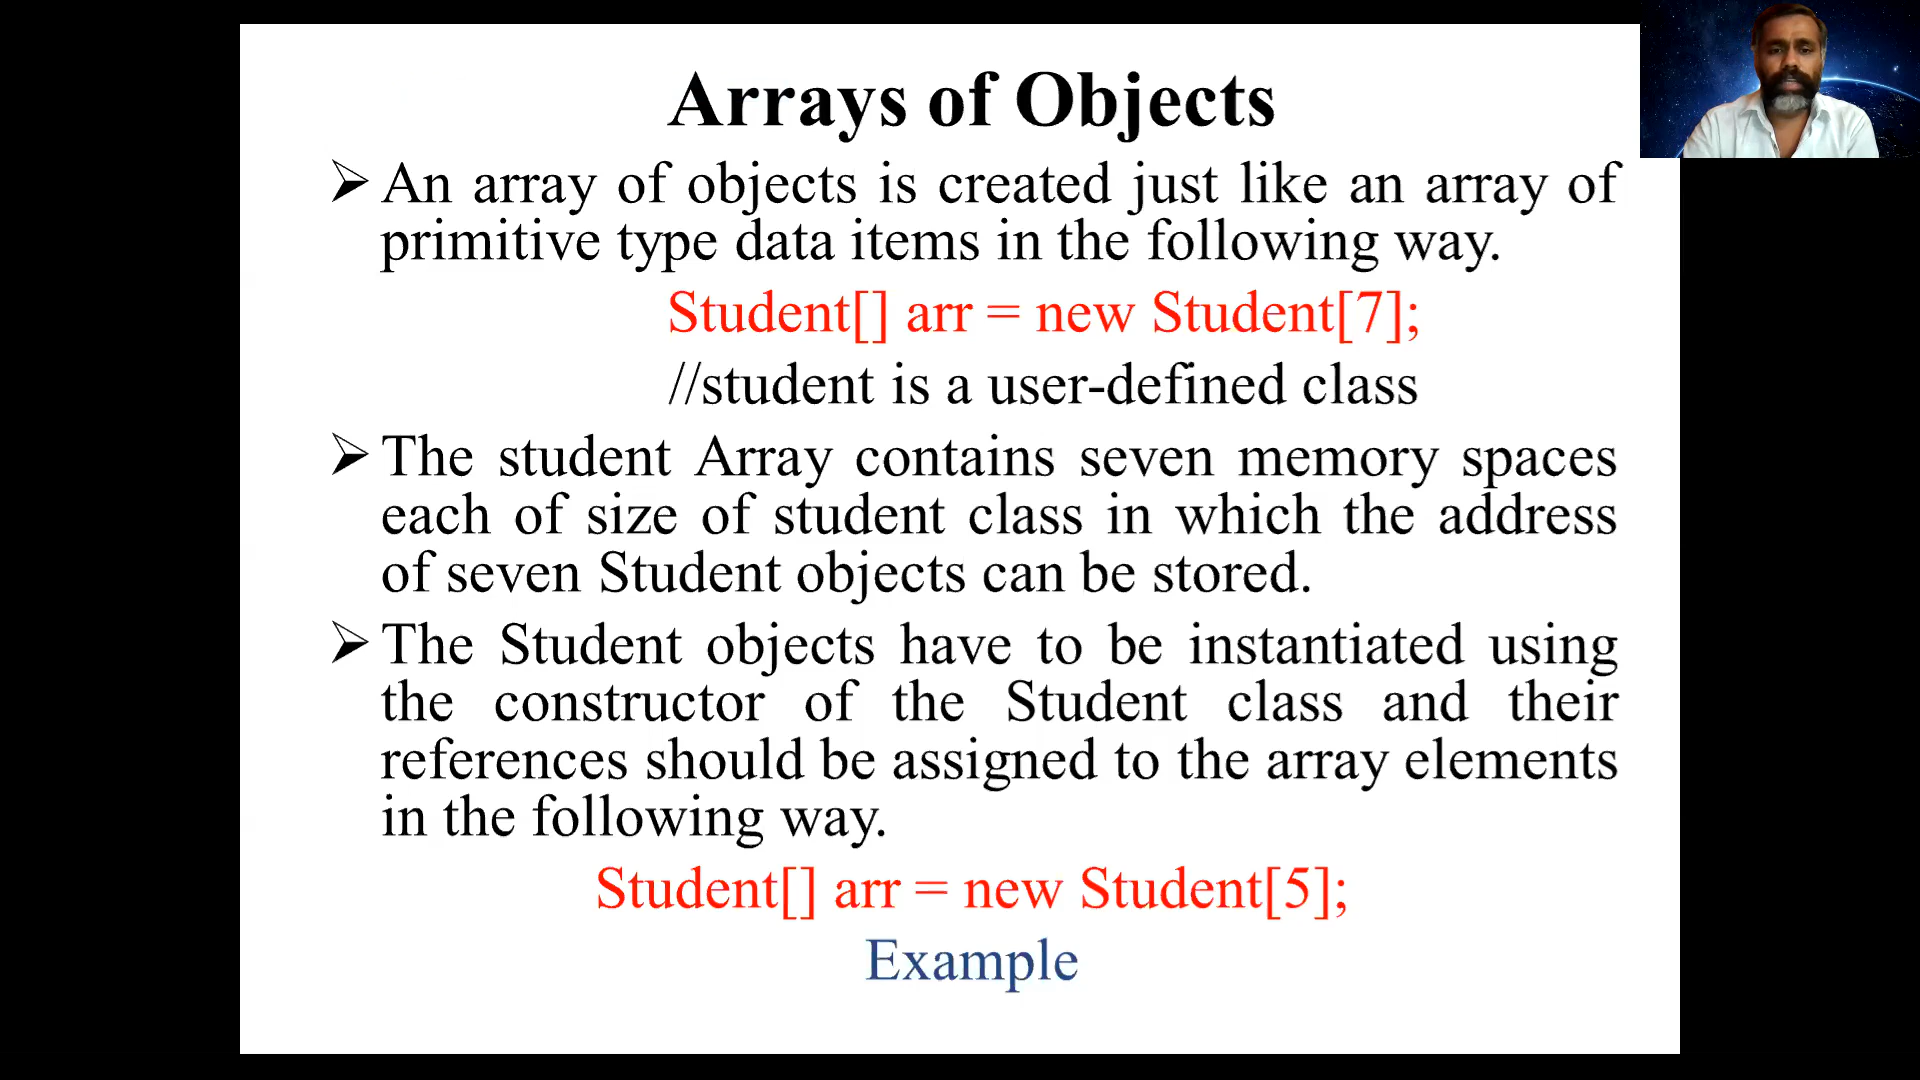 Arrays of Objects
➢ An array of objects is created just like an array of
primitive type data items in the following way.
Student[] arr = new Student[7];
//student is a user-defined class
➢ The student Array contains seven memory spaces
each of size of student class in which the address
of seven Student objects can be stored.
➢ The Student objects have to be instantiated using
the constructor of the Student class and their
references should be assigned to the array elements
in the following way.
Student[] arr = new Student[5];
Example